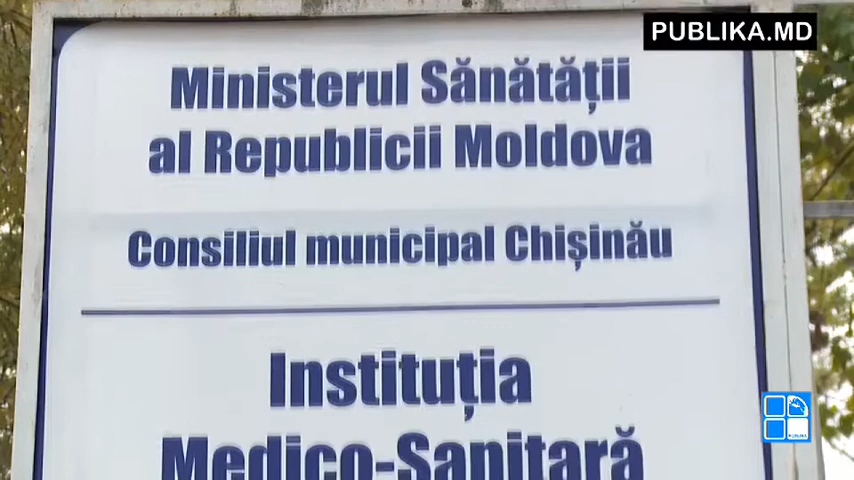 PUBLIKA.MD
Ministerul Sănătății
al Republicii Moldova
Consiliul municipal Chișinău
Instituția
Medico-Sanitară